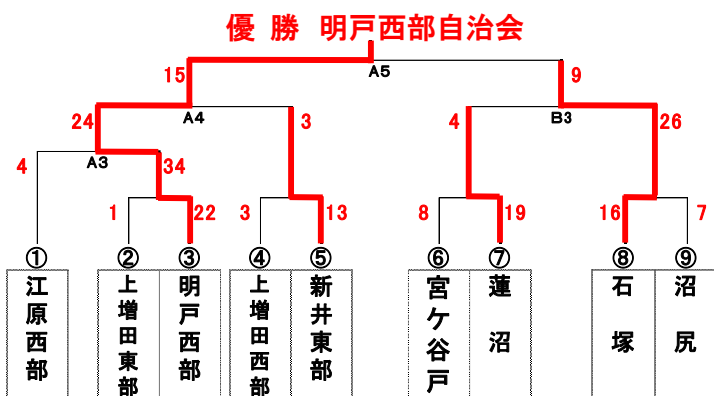 優 勝 明戸西部自治会
15
A5
9
24
A4
3
4
B3
26
4
A3
34
1
22
3
13
8
19
16
7
①
②
③
④
⑤
⑥
⑦
⑧
⑨
江原西部
上増田東部
明戸西部
上増田西部
新井東部
宮ケ谷戸
蓮沼
石塚
沼尻